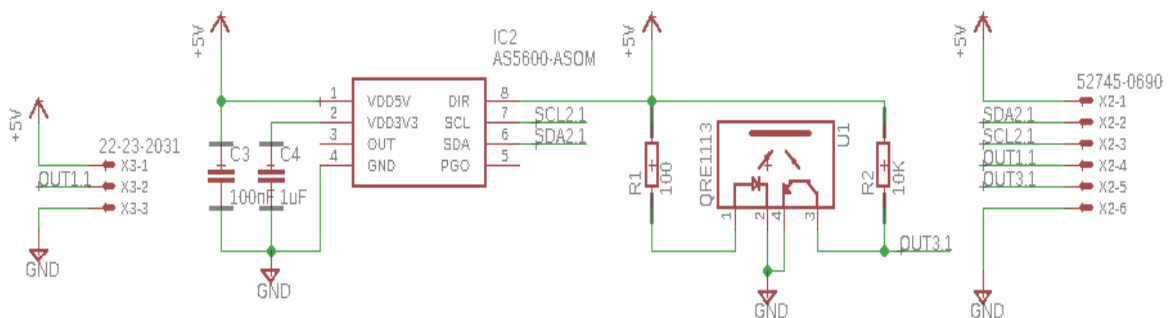 +5V
22-23-2031
X3-1
OUT1.1
X3-2
X3-3
GND
+5V
C3
100nF
C4
1uF
GND
IC2
AS5600-ASOM
1
VDD5V
DIR
8
2
VDD3V3
SCL
7
SCL2.1
3
OUT
SDA
6
SDA2.1
4
GND
PGO
5
+5V
R1
100
QRE1113
U1
1
2
4
3
R2
10K
OUT3.1
GND
+5V
52745-0690
X2-1
SDA2.1
X2-2
SCL2.1
X2-3
OUT1.1
X2-4
OUT3.1
X2-5
X2-6
GND